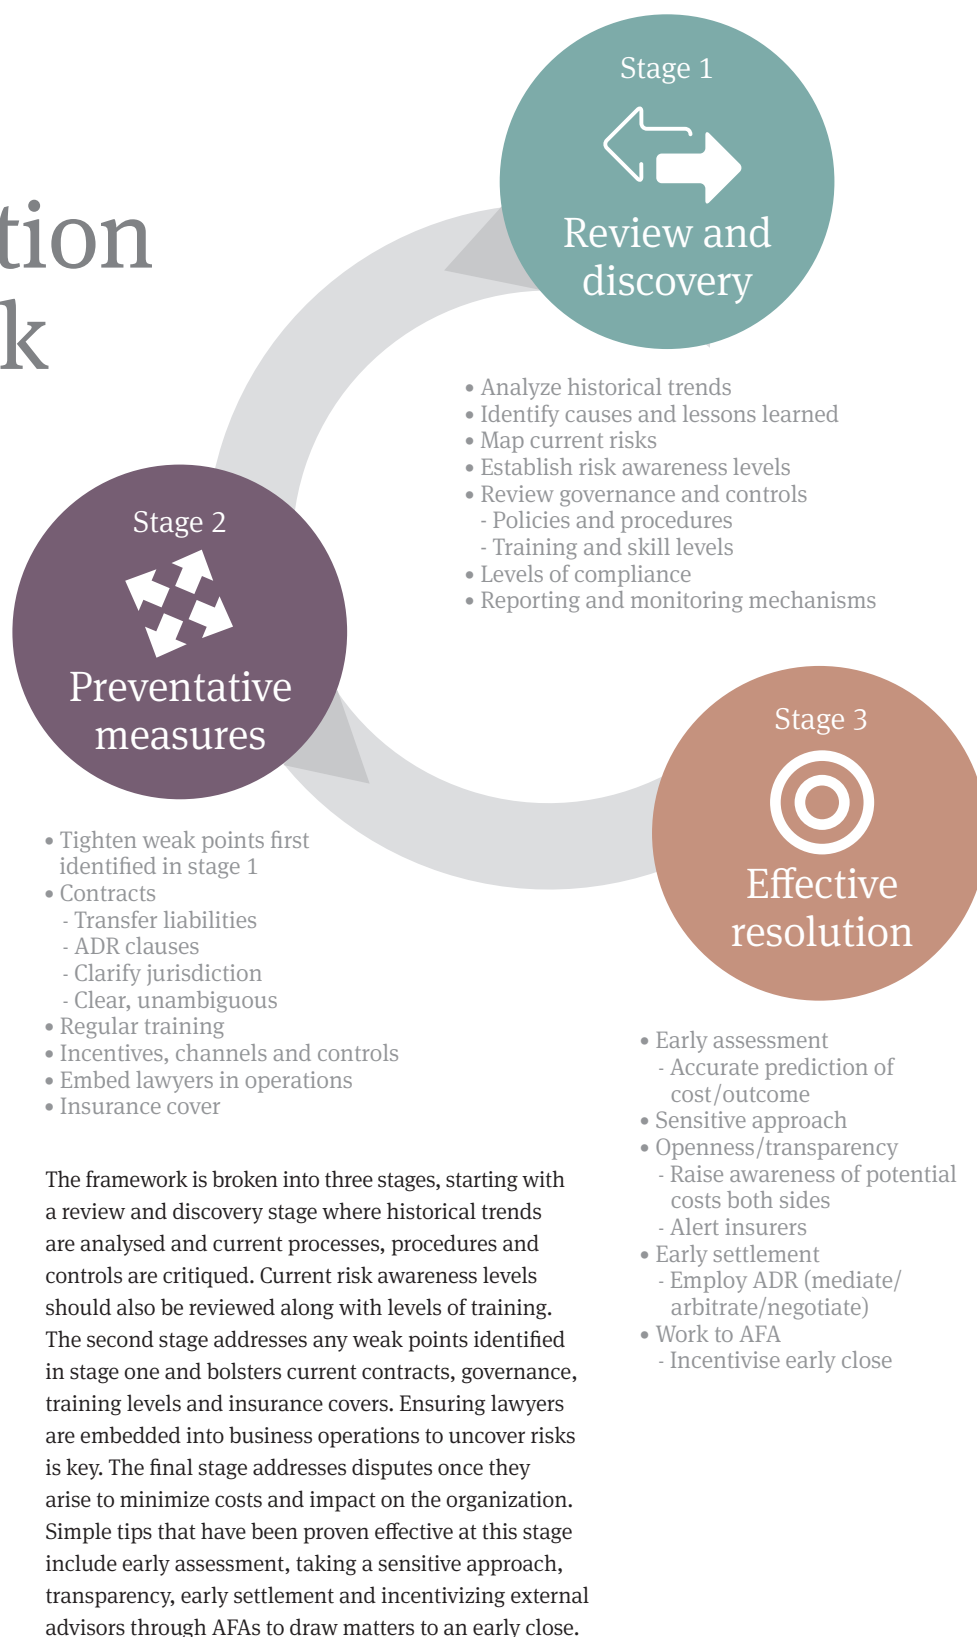 tion
k
Stage 1
Review and
discovery
• Analyze historical trends
• Identify causes and lessons learned
• Map current risks
• Establish risk awareness levels
• Review governance and controls
- Policies and procedures
- Training and skill levels
• Levels of compliance
• Reporting and monitoring mechanisms
Stage 2
Preventative
measures
• Tighten weak points first
identified in stage 1
• Contracts
- Transfer liabilities
- ADR clauses
- Clarify jurisdiction
- Clear, unambiguous
• Regular training
• Incentives, channels and controls
• Embed lawyers in operations
• Insurance cover
Stage 3
Effective
resolution
• Early assessment
- Accurate prediction of
cost/outcome
• Sensitive approach
• Openness/transparency
- Raise awareness of potential
costs both sides
- Alert insurers
• Early settlement
- Employ ADR (mediate/
arbitrate/negotiate)
• Work to AFA
- Incentivise early close
The framework is broken into three stages, starting with
a review and discovery stage where historical trends
are analysed and current processes, procedures and
controls are critiqued. Current risk awareness levels
should also be reviewed along with levels of training.
The second stage addresses any weak points identified
in stage one and bolsters current contracts, governance,
training levels and insurance covers. Ensuring lawyers
are embedded into business operations to uncover risks
is key. The final stage addresses disputes once they
arise to minimize costs and impact on the organization.
Simple tips that have been proven effective at this stage
include early assessment, taking a sensitive approach,
transparency, early settlement and incentivizing external
advisors through AFAs to draw matters to an early close.